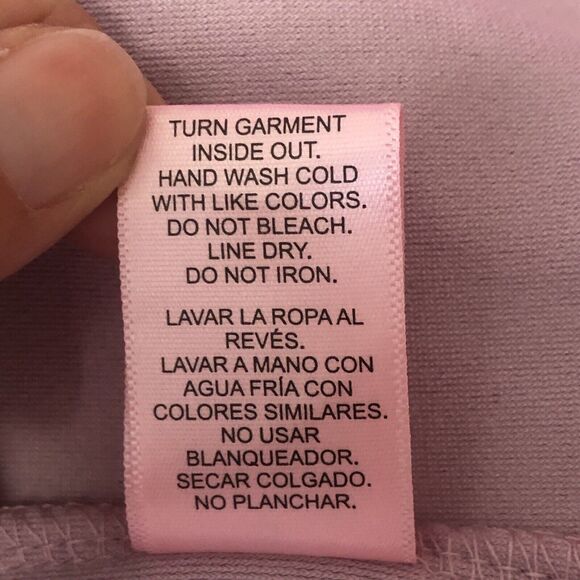 TURN GARMENT
INSIDE OUT.
HAND WASH COLD
WITH LIKE COLORS.
DO NOT BLEACH.
LINE DRY.
DO NOT IRON.
LAVAR LA ROPA AL
REVÉS.
LAVAR A MANO CON
AGUA FRÍA CON
COLORES SIMILARES.
NO USAR
BLANQUEADOR.
SECAR COLGADO.
NO PLANCHAR.